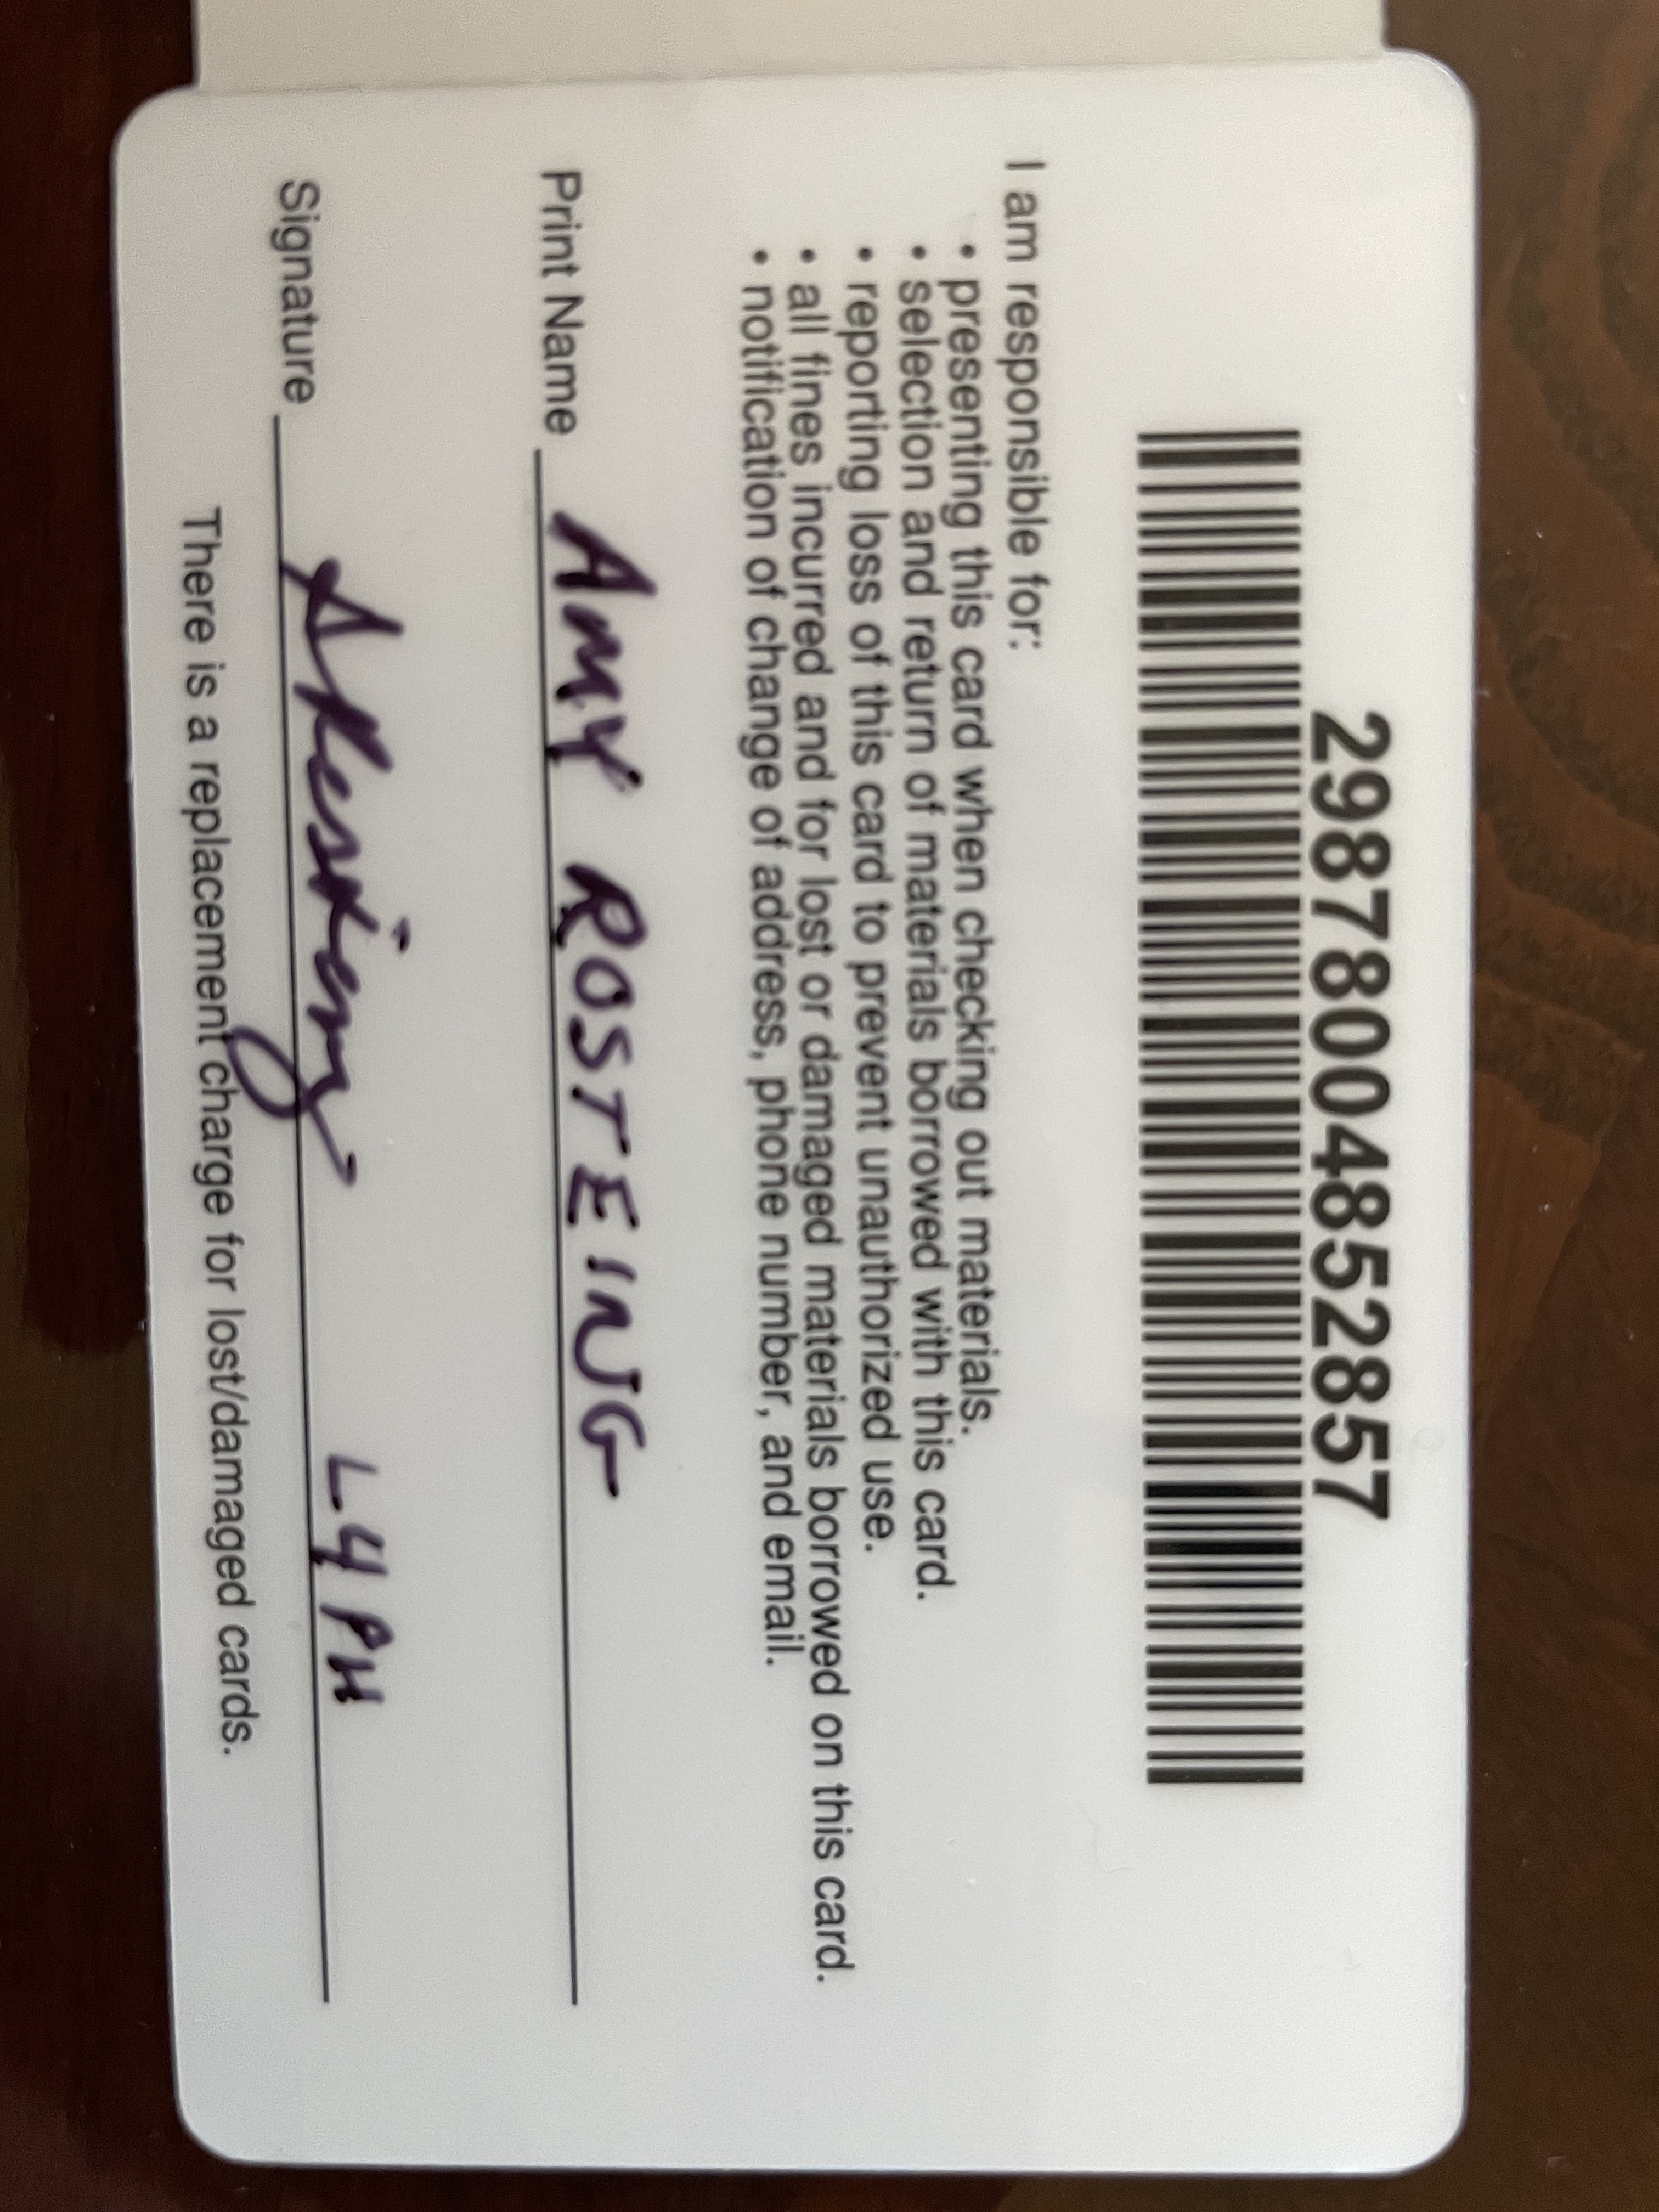 29878004852857
I am responsible for:
• presenting this card when checking out materials.
• selection and return of materials borrowed with this card.
• reporting loss of this card to prevent unauthorized use.
• all fines incurred and for lost or damaged materials borrowed on this card.
• notification of change of address, phone number, and email.
Print Name AMY ROSTEING
Signature ARosteing L4PH
There is a replacement charge for lost/damaged cards.